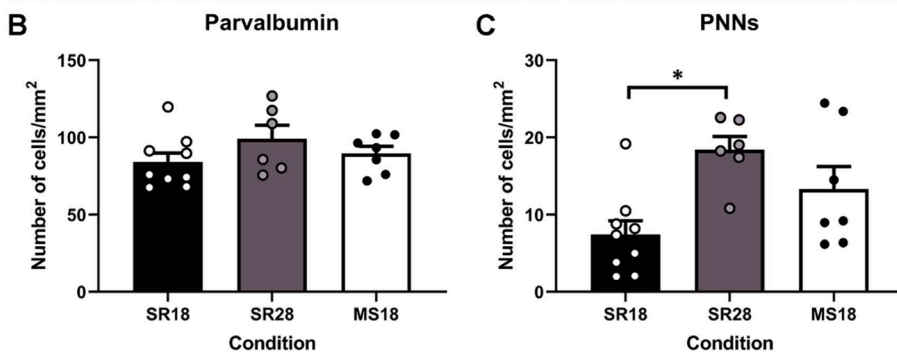 B
Parvalbumin
Number of cells/mm²
150
100
50
0
SR18 SR28 MS18
Condition
C
PNNs
Number of cells/mm²
30
20
10
0
*
SR18 SR28 MS18
Condition